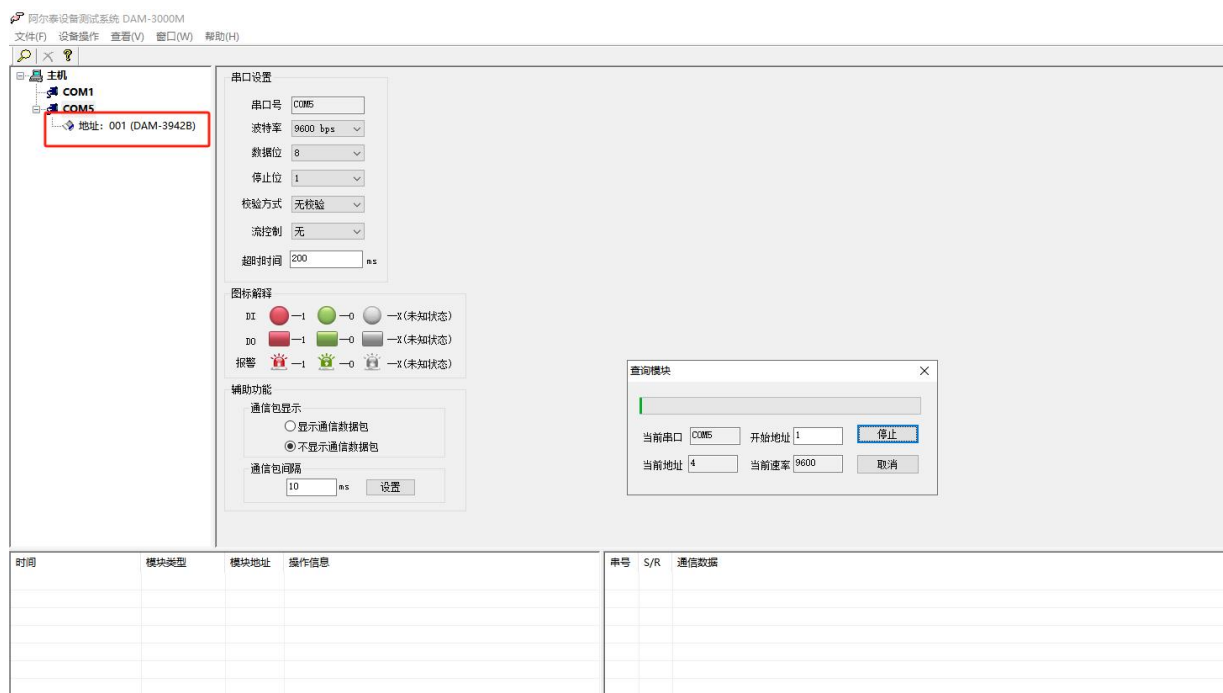 阿尔泰设备测试系统 DAM-3000M
文件(F) 设备操作 查看(V) 窗口(W) 帮助(H)
主机
COM1
COM5
地址：001 (DAM-3942B)
串口设置
串口号 COM5
波特率 9600 bps
数据位 8
停止位 1
校验方式 无校验
流控制 无
超时时间 200 ms
图标解释
DI —1 —0 —X(未知状态)
DO —1 —0 —X(未知状态)
报警 —1 —0 —X(未知状态)
辅助功能
通信包显示
显示通信数据包
不显示通信数据包
通信包间隔
10 ms 设置
查询模块
当前串口 COM5 开始地址 1 停止
当前地址 4 当前速率 9600 取消
时间 模块类型 模块地址 操作信息
串号 S/R 通信数据